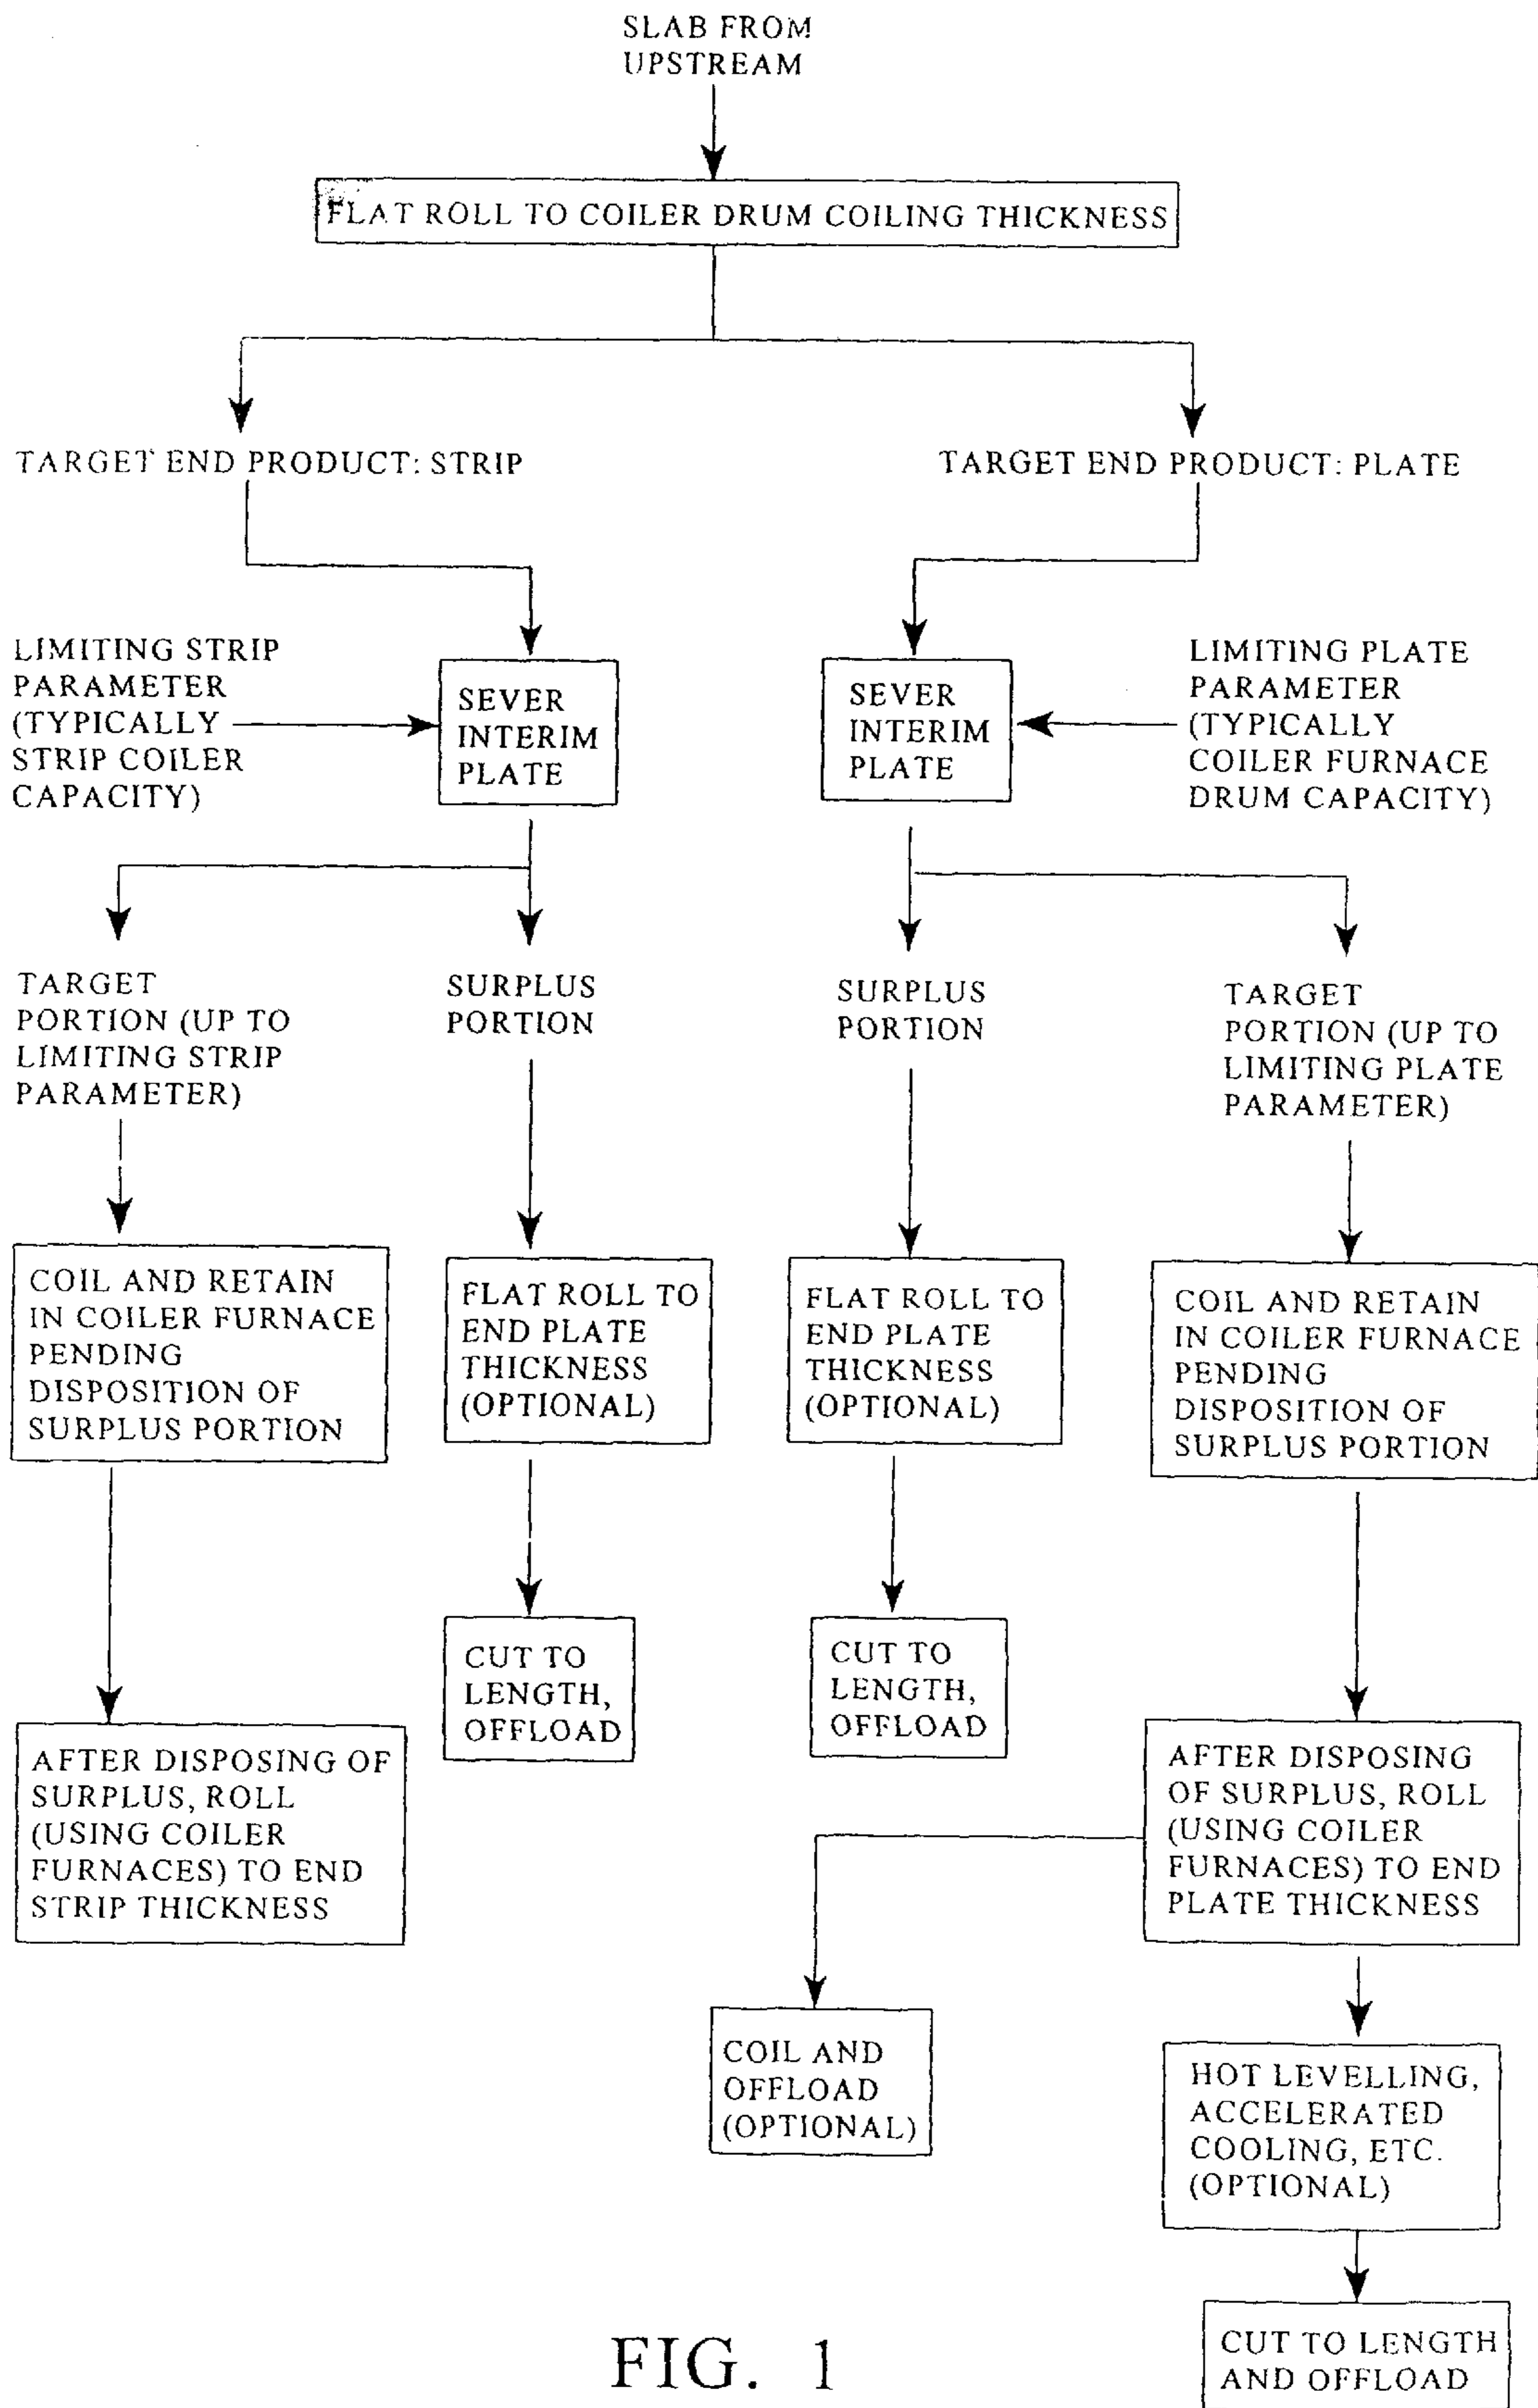 SLAB FROM
UPSTREAM
FLAT ROLL TO COILER DRUM COILING THICKNESS
TARGET END PRODUCT: STRIP
TARGET END PRODUCT: PLATE
LIMITING STRIP
PARAMETER
(TYPICALLY
STRIP COILER
CAPACITY)
SEVER
INTERIM
PLATE
SEVER
INTERIM
PLATE
LIMITING PLATE
PARAMETER
(TYPICALLY
COILER FURNACE
DRUM CAPACITY)
TARGET
PORTION (UP TO
LIMITING STRIP
PARAMETER)
SURPLUS
PORTION
SURPLUS
PORTION
TARGET
PORTION (UP TO
LIMITING PLATE
PARAMETER)
COIL AND RETAIN
IN COILER FURNACE
PENDING
DISPOSITION OF
SURPLUS PORTION
FLAT ROLL TO
END PLATE
THICKNESS
(OPTIONAL)
FLAT ROLL TO
END PLATE
THICKNESS
(OPTIONAL)
COIL AND RETAIN
IN COILER FURNACE
PENDING
DISPOSITION OF
SURPLUS PORTION
CUT TO
LENGTH,
OFFLOAD
CUT TO
LENGTH,
OFFLOAD
AFTER DISPOSING OF
SURPLUS, ROLL
(USING COILER
FURNACES) TO END
STRIP THICKNESS
AFTER DISPOSING
OF SURPLUS, ROLL
(USING COILER
FURNACES) TO END
PLATE THICKNESS
COIL AND
OFFLOAD
(OPTIONAL)
HOT LEVELLING,
ACCELERATED
COOLING, ETC.
(OPTIONAL)
CUT TO LENGTH
AND OFFLOAD
FIG. 1